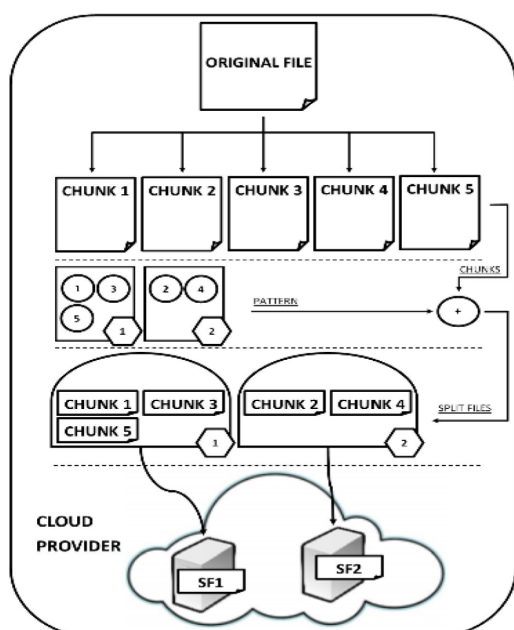 ORIGINAL FILE
CHUNK 1 CHUNK 2 CHUNK 3 CHUNK 4 CHUNK 5
CHUNKS
1 3 2 4
PATTERN
+
5
1 2
CHUNK 1 CHUNK 3 CHUNK 2 CHUNK 4
SPLIT FILES
CHUNK 5
1 2
CLOUD
PROVIDER
SF1 SF2